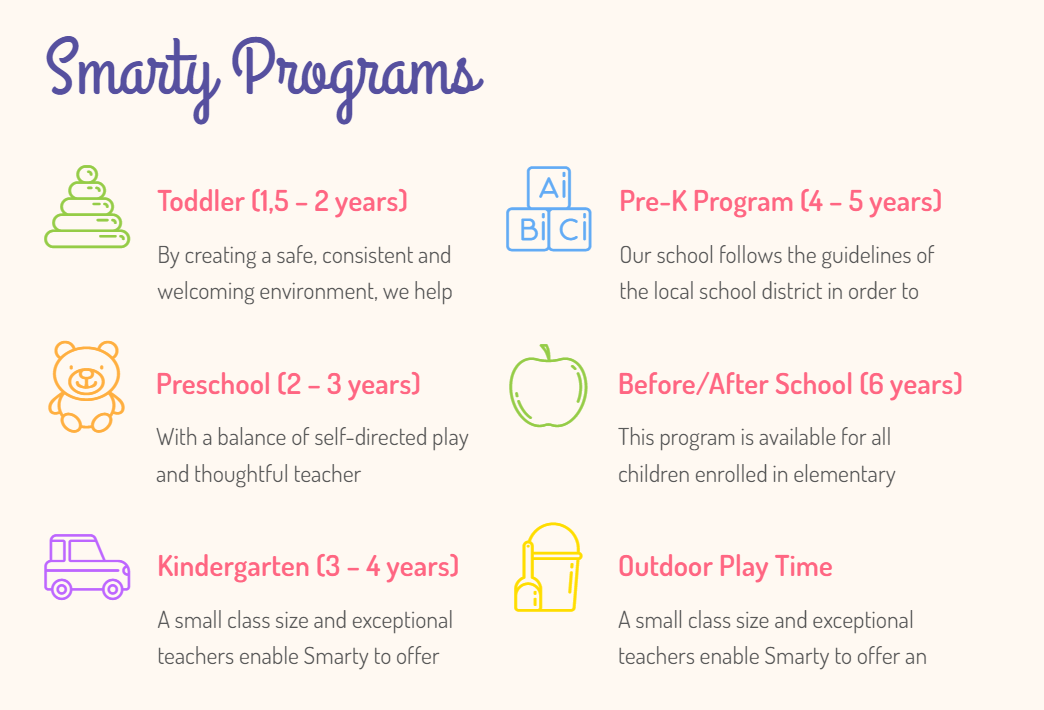 Smarty Programs
Toddler (1,5 – 2 years)
By creating a safe, consistent and
welcoming environment, we help
Preschool (2 – 3 years)
With a balance of self-directed play
and thoughtful teacher
Kindergarten (3 – 4 years)
A small class size and exceptional
teachers enable Smarty to offer
Ai
Bi Ci
Pre-K Program (4 – 5 years)
Our school follows the guidelines of
the local school district in order to
Before/After School (6 years)
This program is available for all
children enrolled in elementary
Outdoor Play Time
A small class size and exceptional
teachers enable Smarty to offer an